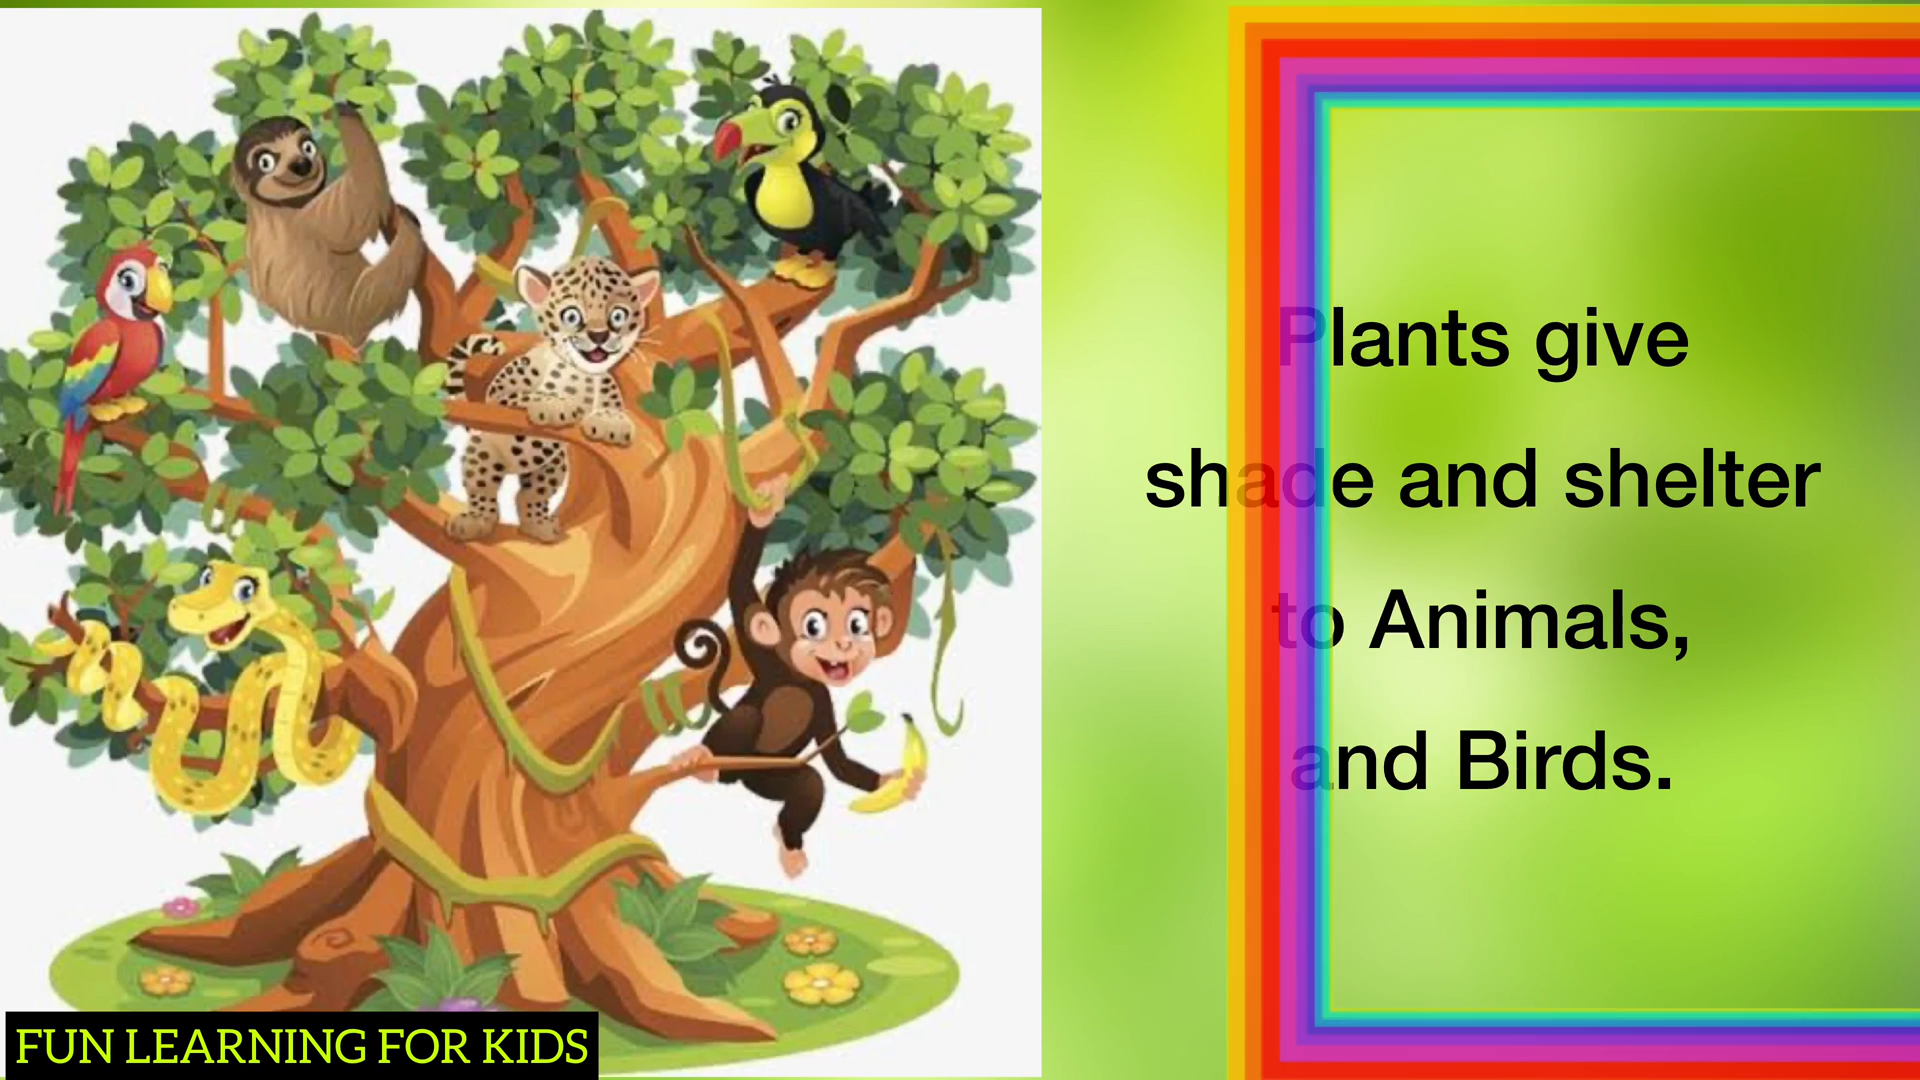 Plants give
shade and shelter
to Animals,
and Birds.
FUN LEARNING FOR KIDS